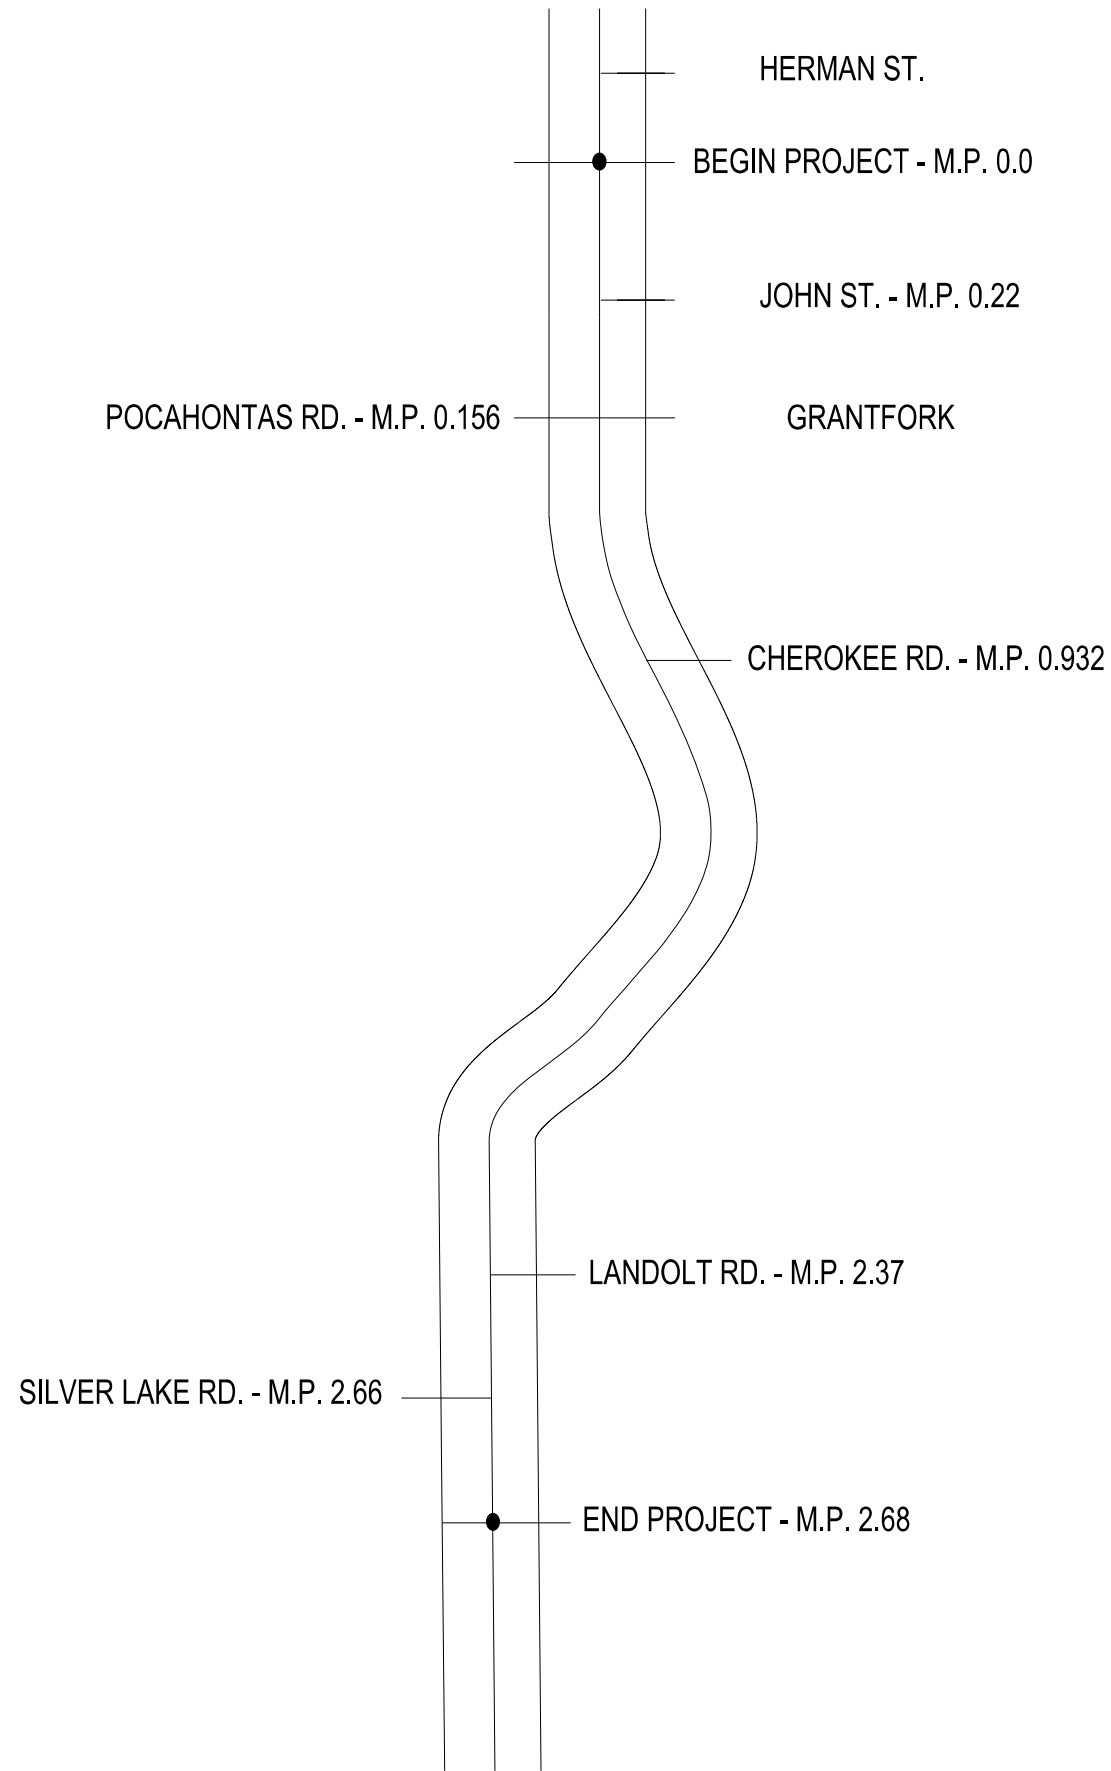 HERMAN ST.
BEGIN PROJECT - M.P. 0.0
JOHN ST. - M.P. 0.22
POCAHONTAS RD. - M.P. 0.156
GRANTFORK
CHEROKEE RD. - M.P. 0.932
LANDOLT RD. - M.P. 2.37
SILVER LAKE RD. - M.P. 2.66
END PROJECT - M.P. 2.68